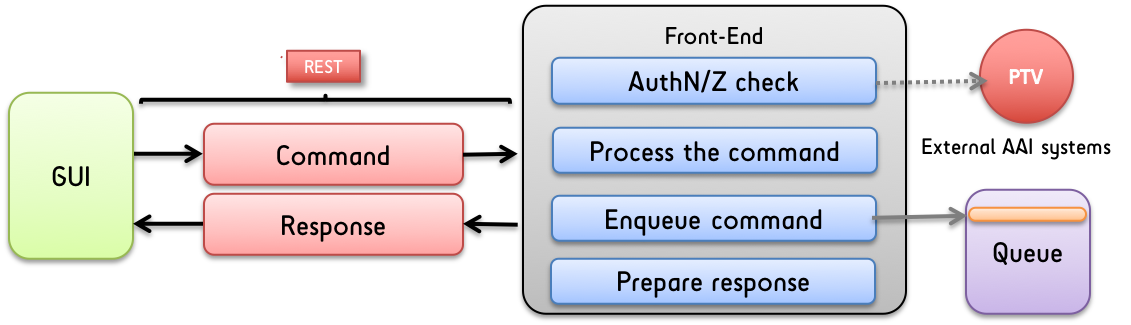 Front-End
REST
AuthN/Z check
PTV
GUI
Command
Process the command
External AAI systems
Response
Enqueue command
Queue
Prepare response